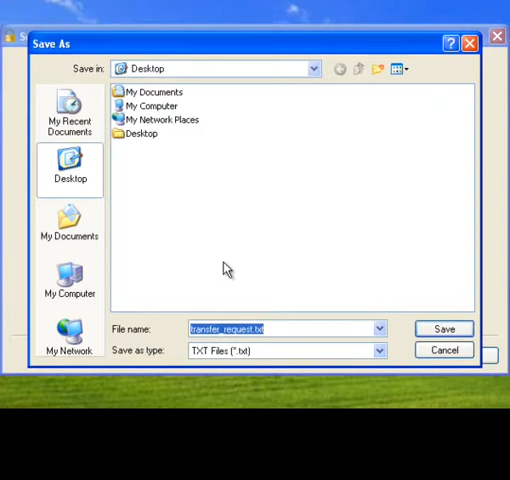 Save As
Save in:
Desktop
My Recent
Documents
Desktop
My Documents
My Computer
My Network
My Documents
My Computer
My Network Places
Desktop
File name:
transfer_request.txt
Save
Save as type:
TXT Files (*.txt)
Cancel